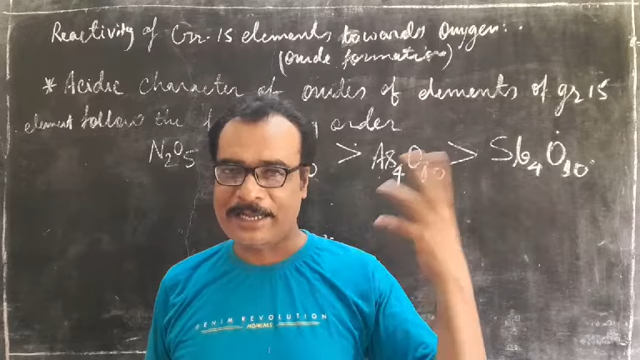 Reactivity of Gr.15 elements towards Oxygen:
(Oxide formation)
* Acidic character of oxides of elements of gr 15
element follow the order
N₂O₅ > As₄O₁₀ > Sb₄O₁₀
DENIM REVOLUTION